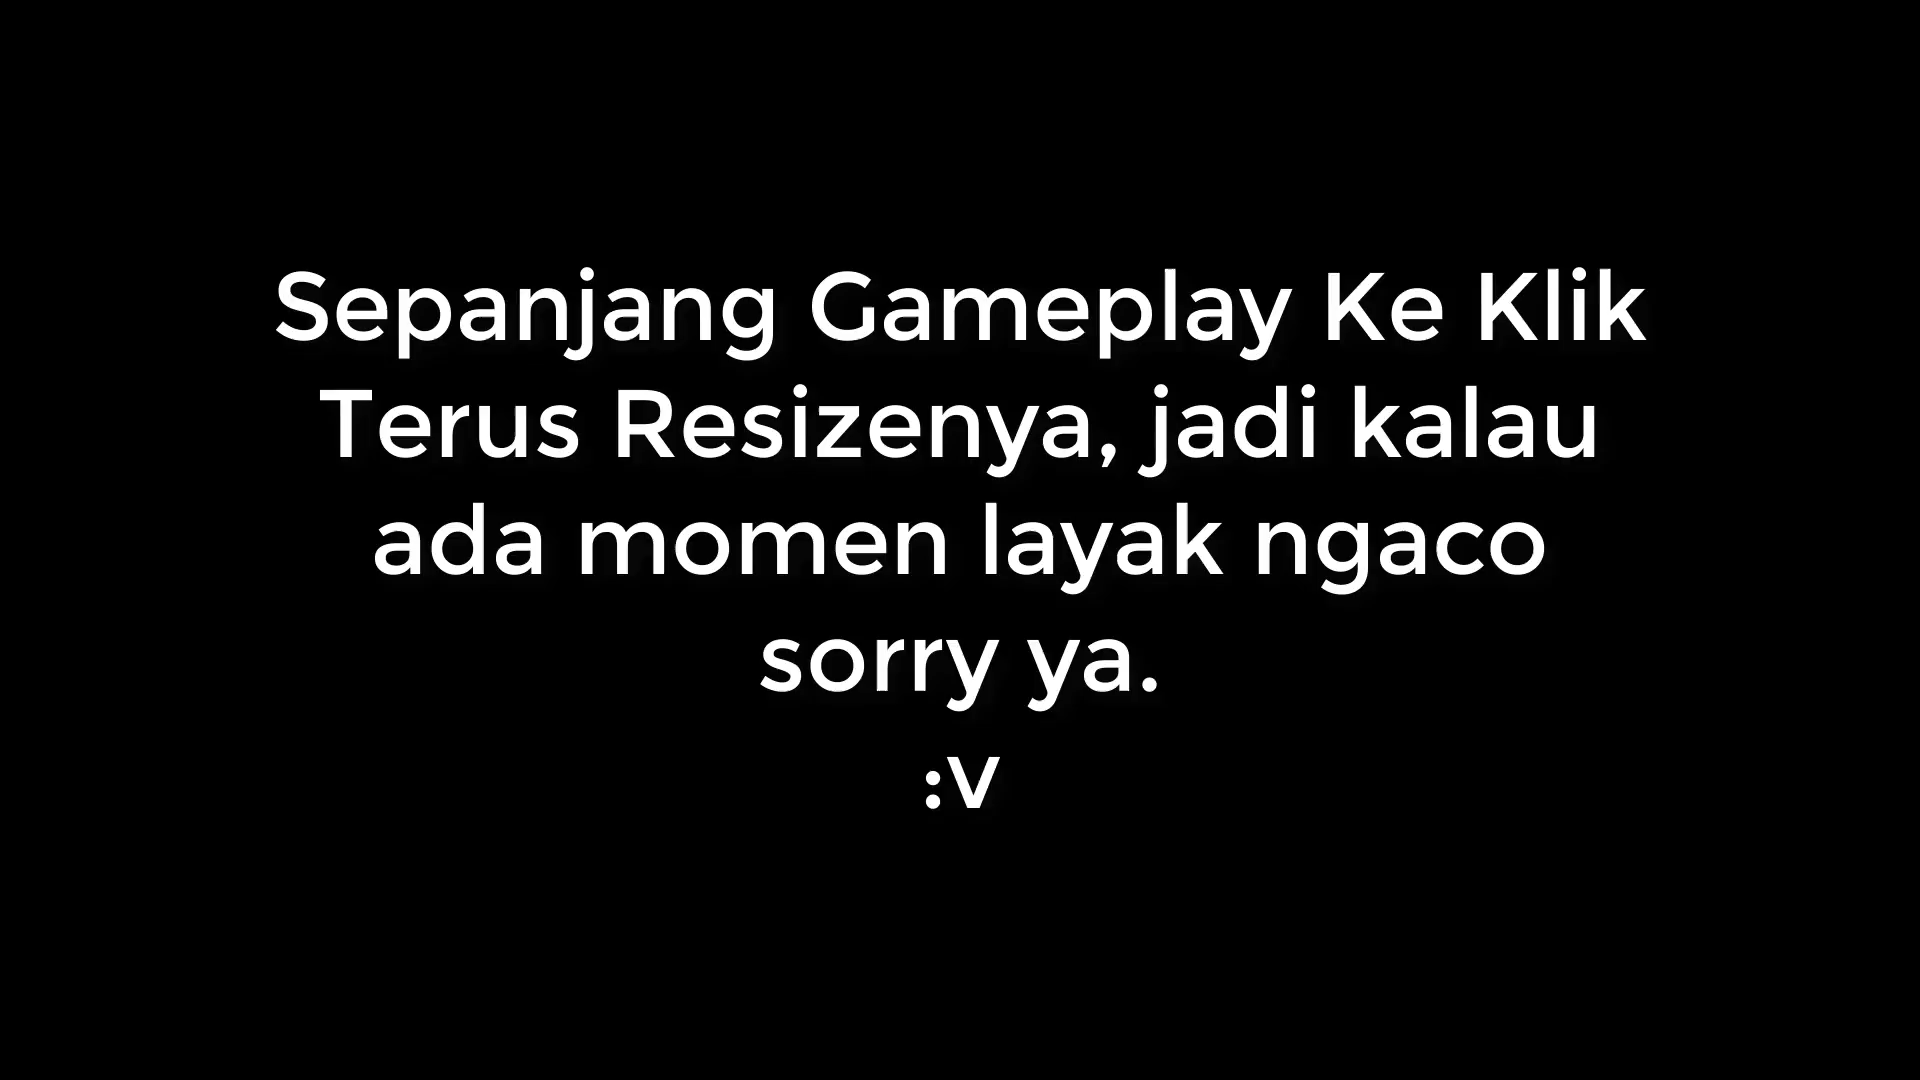 Sepanjang Gameplay Ke Klik
Terus Resizenya, jadi kalau
ada momen layak ngaco
sorry ya.
:v